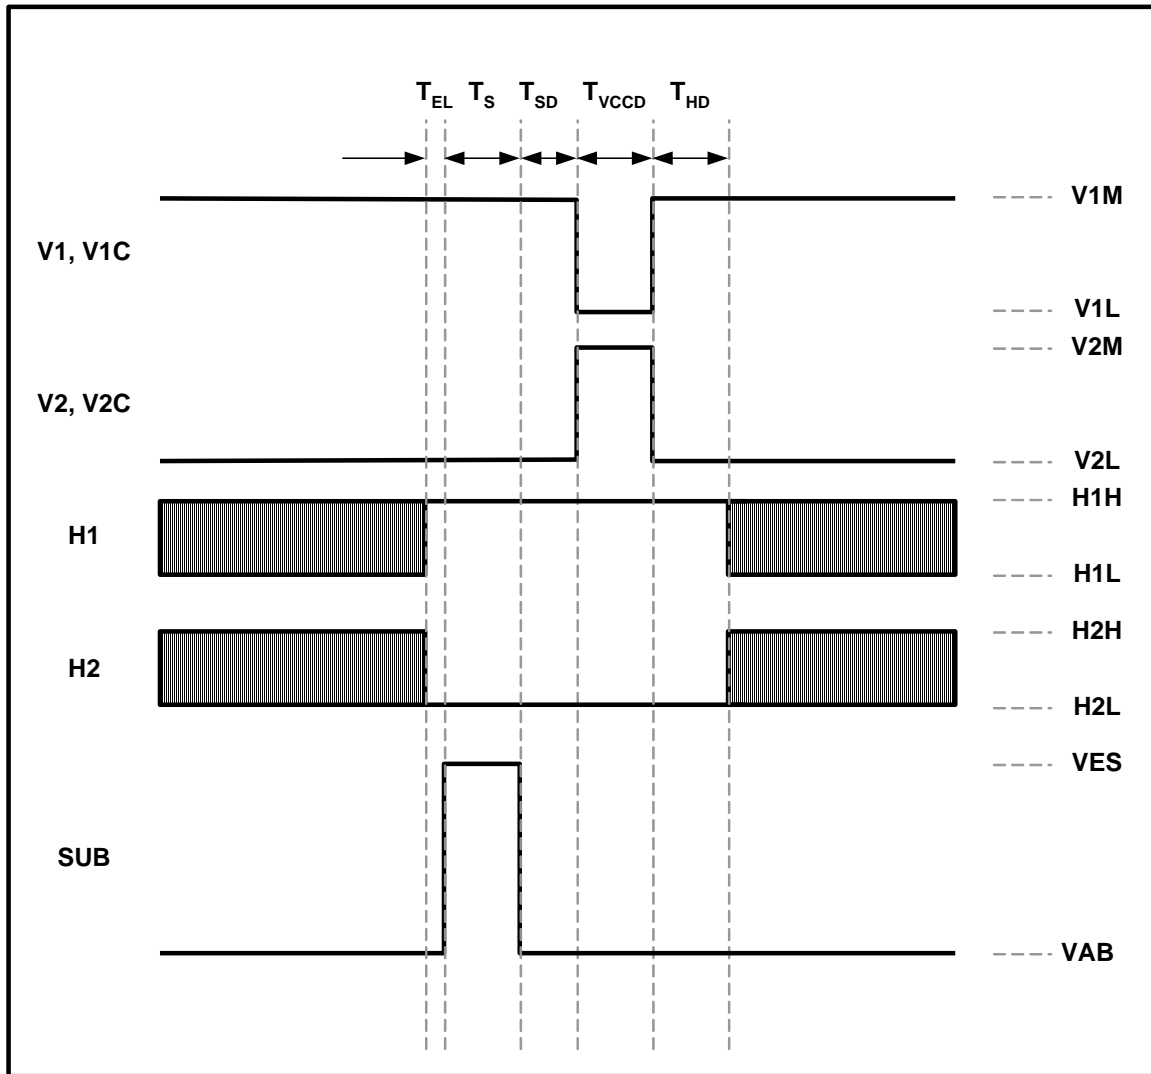 TEL TS TSD TVCCD THD
V1M
V1, V1C
V1L
V2M
V2, V2C
V2L
H1H
H1
H1L
H2H
H2
H2L
VES
SUB
VAB